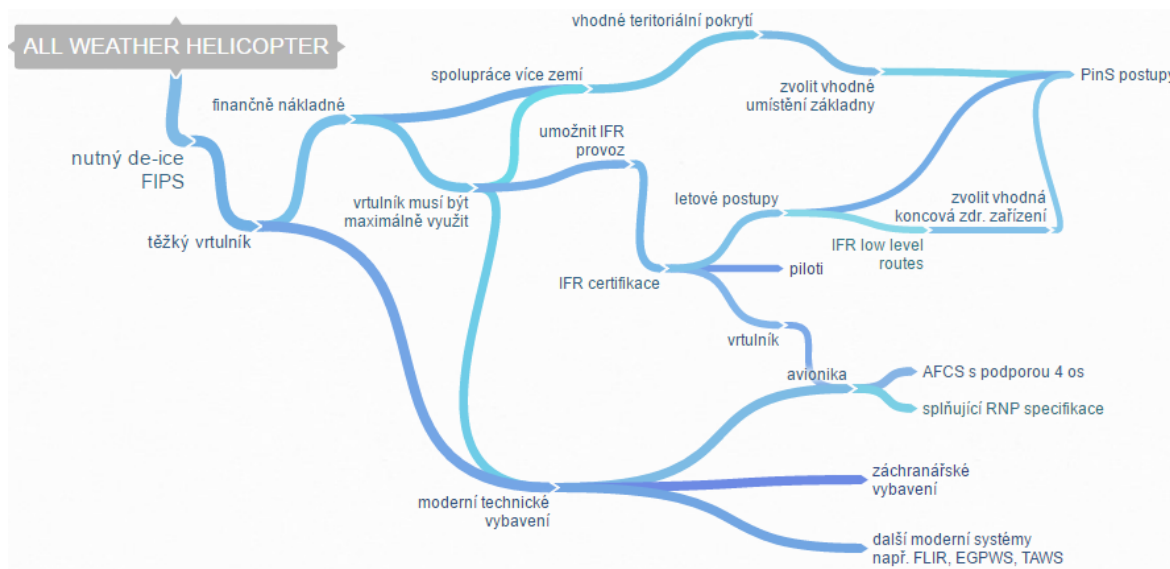 ALL WEATHER HELICOPTER
nutný de-ice
FIPS
těžký vrtulník
finančně nákladné
spolupráce více zemí
vrtulník musí být
maximálně využit
vhodné teritoriální pokrytí
zvolit vhodné
umístění základny
PinS postupy
umožnit IFR
provoz
IFR certifikace
letové postupy
IFR low level
routes
zvolit vhodná
koncová zdr. zařízení
piloti
vrtulník
avionika
AFCS s podporou 4 os
splňující RNP specifikace
moderní technické
vybavení
záchranářské
vybavení
další moderní systémy
např. FLIR, EGPWS, TAWS